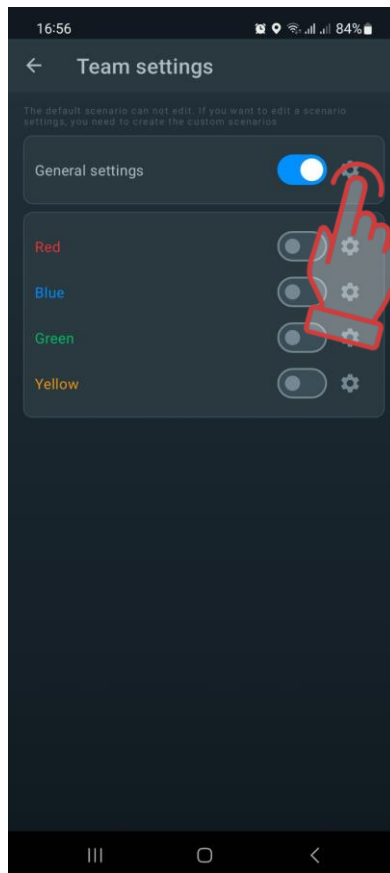 16:56 84%
Team settings
The default scenario can not edit. If you want to edit a scenario
settings, you need to create the custom scenarios
General settings
Red
Blue
Green
Yellow